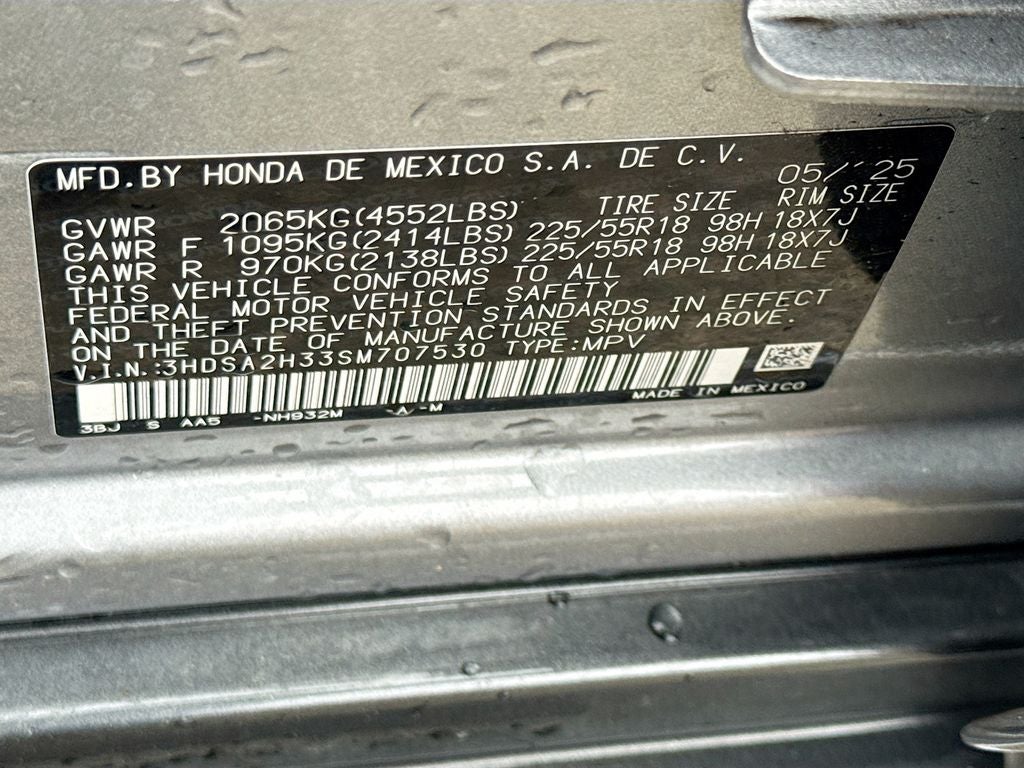 MFD.BY HONDA DE MEXICO S.A. DE C.V. 05/'25
GVWR 2065KG(4552LBS) TIRE SIZE RIM SIZE
GAWR F 1095KG(2414LBS) 225/55R18 98H 18X7J
GAWR R 970KG(2138LBS) 225/55R18 98H 18X7J
THIS VEHICLE CONFORMS TO ALL APPLICABLE
FEDERAL MOTOR VEHICLE SAFETY
AND THEFT PREVENTION STANDARDS IN EFFECT
ON THE DATE OF MANUFACTURE SHOWN ABOVE.
V.I.N.:3HDSA2H33SM707530 TYPE:MPV
MADE IN MEXICO
3BJ S AA5 -NH932M -A-M